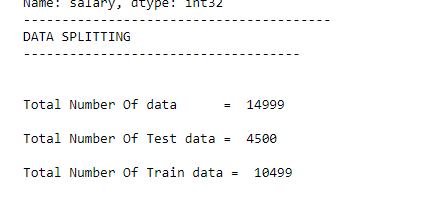 Name: salary, dtype: int32
---------------------------------------
DATA SPLITTING
-----------------------------------
Total Number Of data      =  14999
Total Number Of Test data =  4500
Total Number Of Train data =  10499